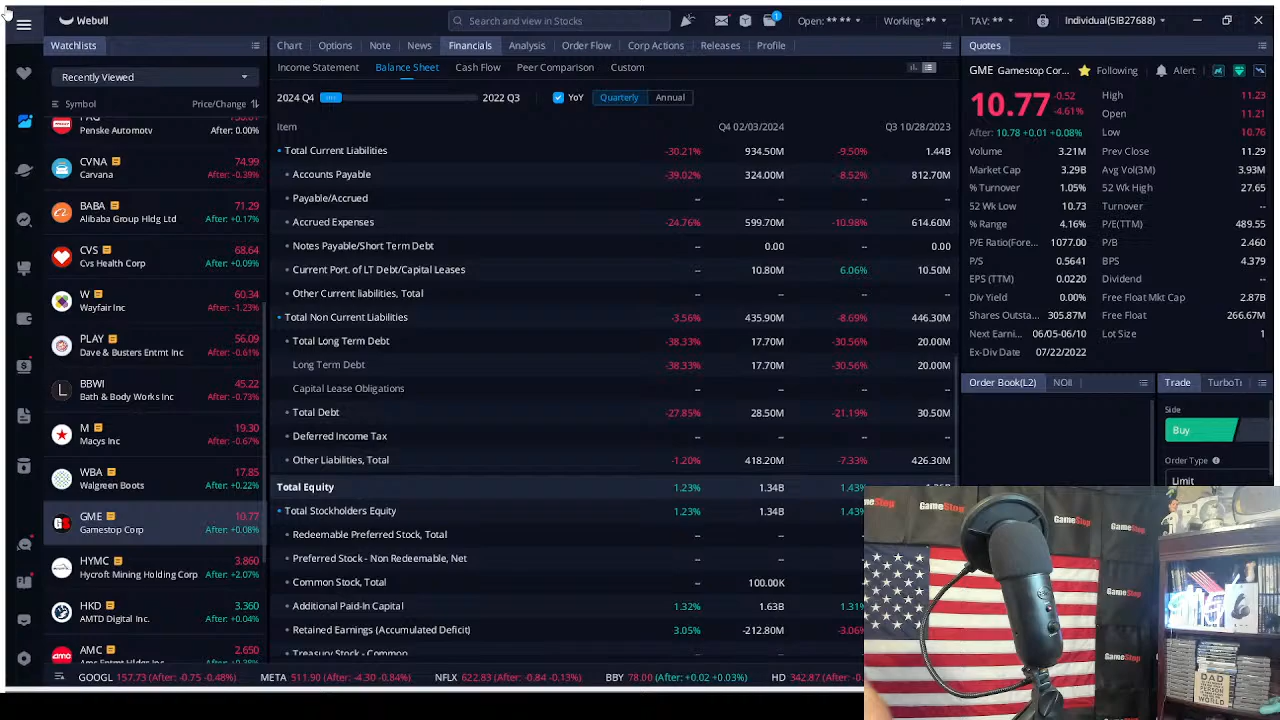 Webull
Search and view in Stocks
1
Open: ** **
Working: **
TAV: **
Individual(5IB27688)
Watchlists
Recently Viewed
Symbol
Price/Change
Penske Automotv
After: 0.00%
CVNA
74.99
Carvana
After: -0.39%
BABA
71.29
Alibaba Group Hldg Ltd
After: +0.17%
CVS
68.64
Cvs Health Corp
After: +0.09%
W
60.34
Wayfair Inc
After: -1.23%
PLAY
56.09
Dave & Busters Entmt Inc
After: -0.61%
BBWI
45.22
Bath & Body Works Inc
After: -0.73%
M
19.30
Macys Inc
After: -0.67%
WBA
17.85
Walgreen Boots
After: +0.22%
GME
10.77
Gamestop Corp
After: +0.08%
HYMC
3.860
Hycroft Mining Holding Corp
After: +2.07%
HKD
3.360
AMTD Digital Inc.
After: +0.04%
AMC
2.650
Chart Options Note News Financials Analysis Order Flow Corp Actions Releases Profile
Income Statement Balance Sheet Cash Flow Peer Comparison Custom
2024 Q4 2022 Q3 YoY Quarterly Annual
Item Q4 02/03/2024 Q3 10/28/2023
Total Current Liabilities -30.21% 934.50M -9.50% 1.44B
Accounts Payable -39.02% 324.00M -8.52% 812.70M
Payable/Accrued -- -- -- --
Accrued Expenses -24.76% 599.70M -10.98% 614.60M
Notes Payable/Short Term Debt -- 0.00 -- 0.00
Current Port. of LT Debt/Capital Leases -- 10.80M 6.06% 10.50M
Other Current liabilities, Total -- -- -- --
Total Non Current Liabilities -3.56% 435.90M -8.69% 446.30M
Total Long Term Debt -38.33% 17.70M -30.56% 20.00M
Long Term Debt -38.33% 17.70M -30.56% 20.00M
Capital Lease Obligations -- -- -- --
Total Debt -27.85% 28.50M -21.19% 30.50M
Deferred Income Tax -- -- -- --
Other Liabilities, Total -1.20% 418.20M -7.33% 426.30M
Total Equity 1.23% 1.34B 1.43%
Total Stockholders Equity 1.23% 1.34B 1.43%
Redeemable Preferred Stock, Total -- --
Preferred Stock - Non Redeemable, Net -- --
Common Stock, Total -- 100.00K
Additional Paid-In Capital 1.32% 1.63B 1.31%
Retained Earnings (Accumulated Deficit) 3.05% -212.80M -3.06%
Treasury Stock - Common
Quotes
GME Gamestop Cor... Following Alert
10.77 -0.52
-4.61%
After: 10.78 +0.01 +0.08%
High 11.23
Open 11.21
Low 10.76
Volume 3.21M Prev Close 11.29
Market Cap 3.29B Avg Vol(3M) 3.93M
% Turnover 1.05% 52 Wk High 27.65
52 Wk Low 10.73 Turnover --
% Range 4.16% P/E(TTM) 489.55
P/E Ratio(Fore... 1077.00 P/B 2.460
P/S 0.5641 BPS 4.379
EPS (TTM) 0.0220 Dividend --
Div Yield 0.00% Free Float Mkt Cap 2.87B
Shares Outsta... 305.87M Free Float 266.67M
Next Earni... 06/05-06/10 Lot Size 1
Ex-Div Date 07/22/2022
Order Book(L2) NOII
Trade
Side
Buy
Order Type
Limit
GameStop
GameStop
GameStop
GameStop
DAD
PERSON
WORLD
GOOGL 157.73 (After: -0.75 -0.48%) META 511.90 (After: -4.30 -0.84%) NFLX 622.83 (After: -0.84 -0.13%) BBY 78.00 (After: +0.02 +0.03%) HD 342.87